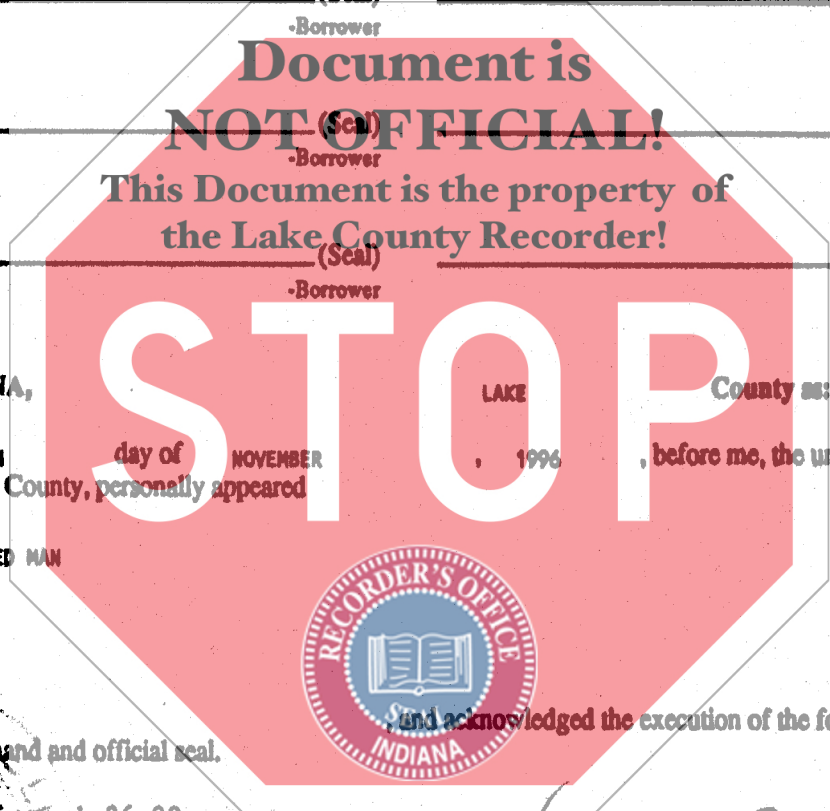 -Borrower
Document is
NOT OFFICIAL!
(Seal)
-Borrower
This Document is the property of
the Lake County Recorder!
(Seal)
-Borrower
STOP
LAKE County as:
day of NOVEMBER , 1996 , before me, the
County, personally appeared
MAN
RECORDER'S OFFICE
SEAL
INDIANA
, and acknowledged the execution of the
and official seal.